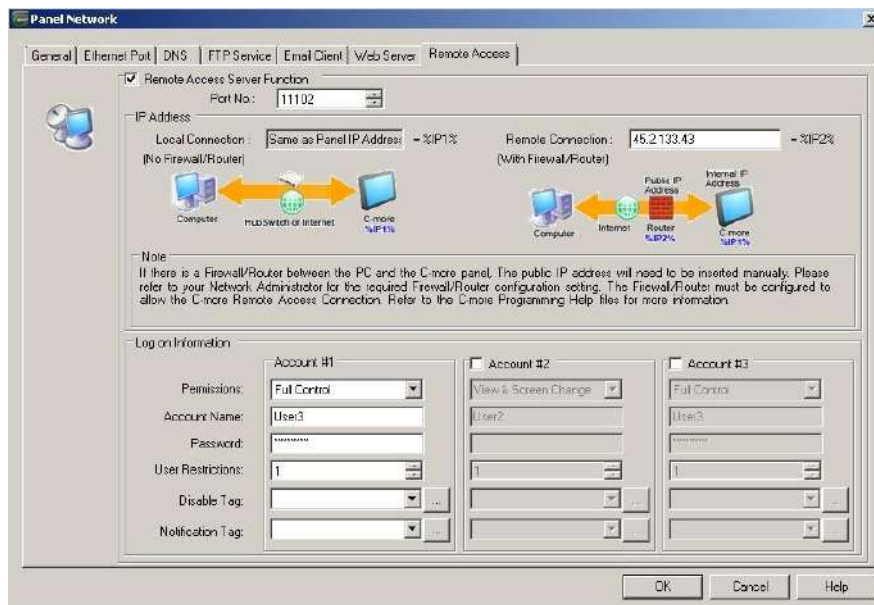 Panel Network
General Ethernet Port DNS FTP Service Email Client Web Server Remote Access
Remote Access Server Function
Port No.: 11102
IP Address
Local Connection : Same as Panel IP Address - %IP1% Remote Connection : 45.2.133.43 - %IP2%
(No Firewall/Router) (With Firewall/Router)
Public IP Address Internal IP Address
Computer Hub Switch or Internet C-more %IP1% Computer Internet Router %IP2% C-more %IP1%
Note
If there is a Firewall/Router between the PC and the C-more panel, The public IP address will need to be inserted manually. Please
refer to your Network Administrator for the required Firewall/Router configuration setting. The Firewall/Router must be configured to
allow the C-more Remote Access Connection. Refer to the C-more Programming Help files for more information.
Log on Information
Account #1 Account #2 Account #3
Permissions: Full Control View & Screen Change Full Control
Account Name: User3 User2 User3
Password: ********** **********
User Restrictions: 1 1 1
Disable Tag: ... ... ...
Notification Tag: ... ... ...
OK Cancel Help